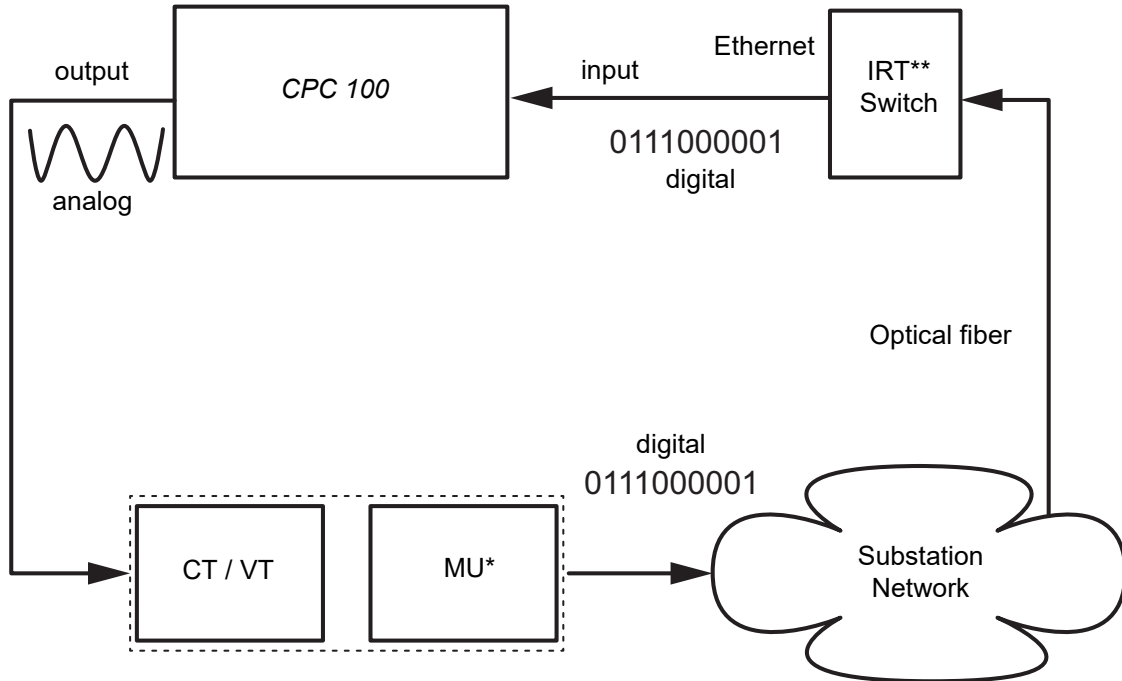 output
CPC 100
input
Ethernet
IRT**
Switch
analog
0111000001
digital
Optical fiber
digital
0111000001
CT / VT
MU*
Substation
Network